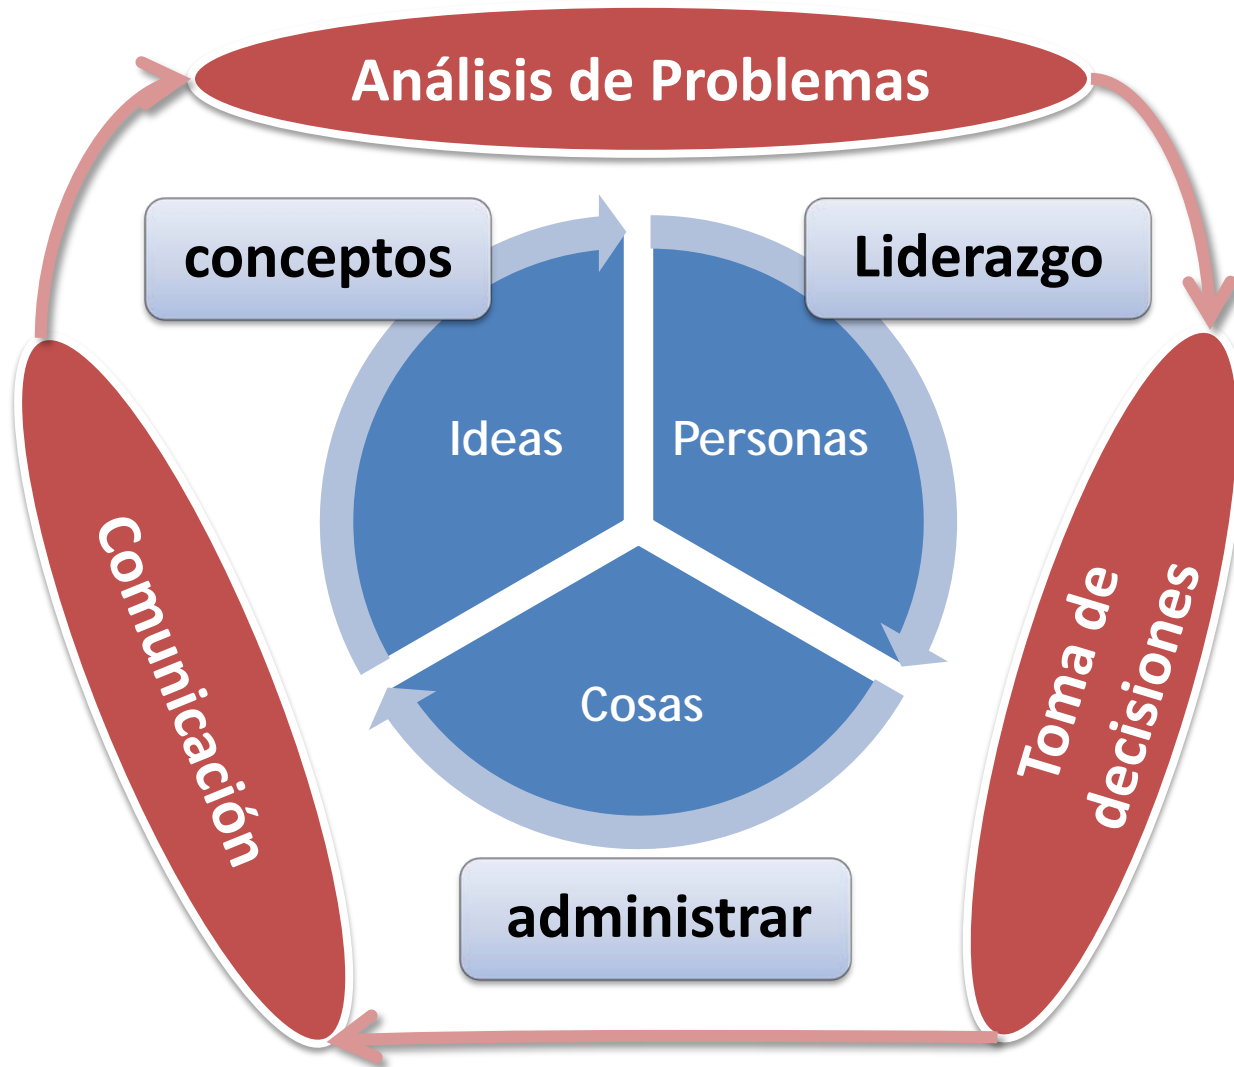 Análisis de Problemas
conceptos
Liderazgo
Ideas
Personas
Cosas
Comunicación
Toma de
decisiones
administrar